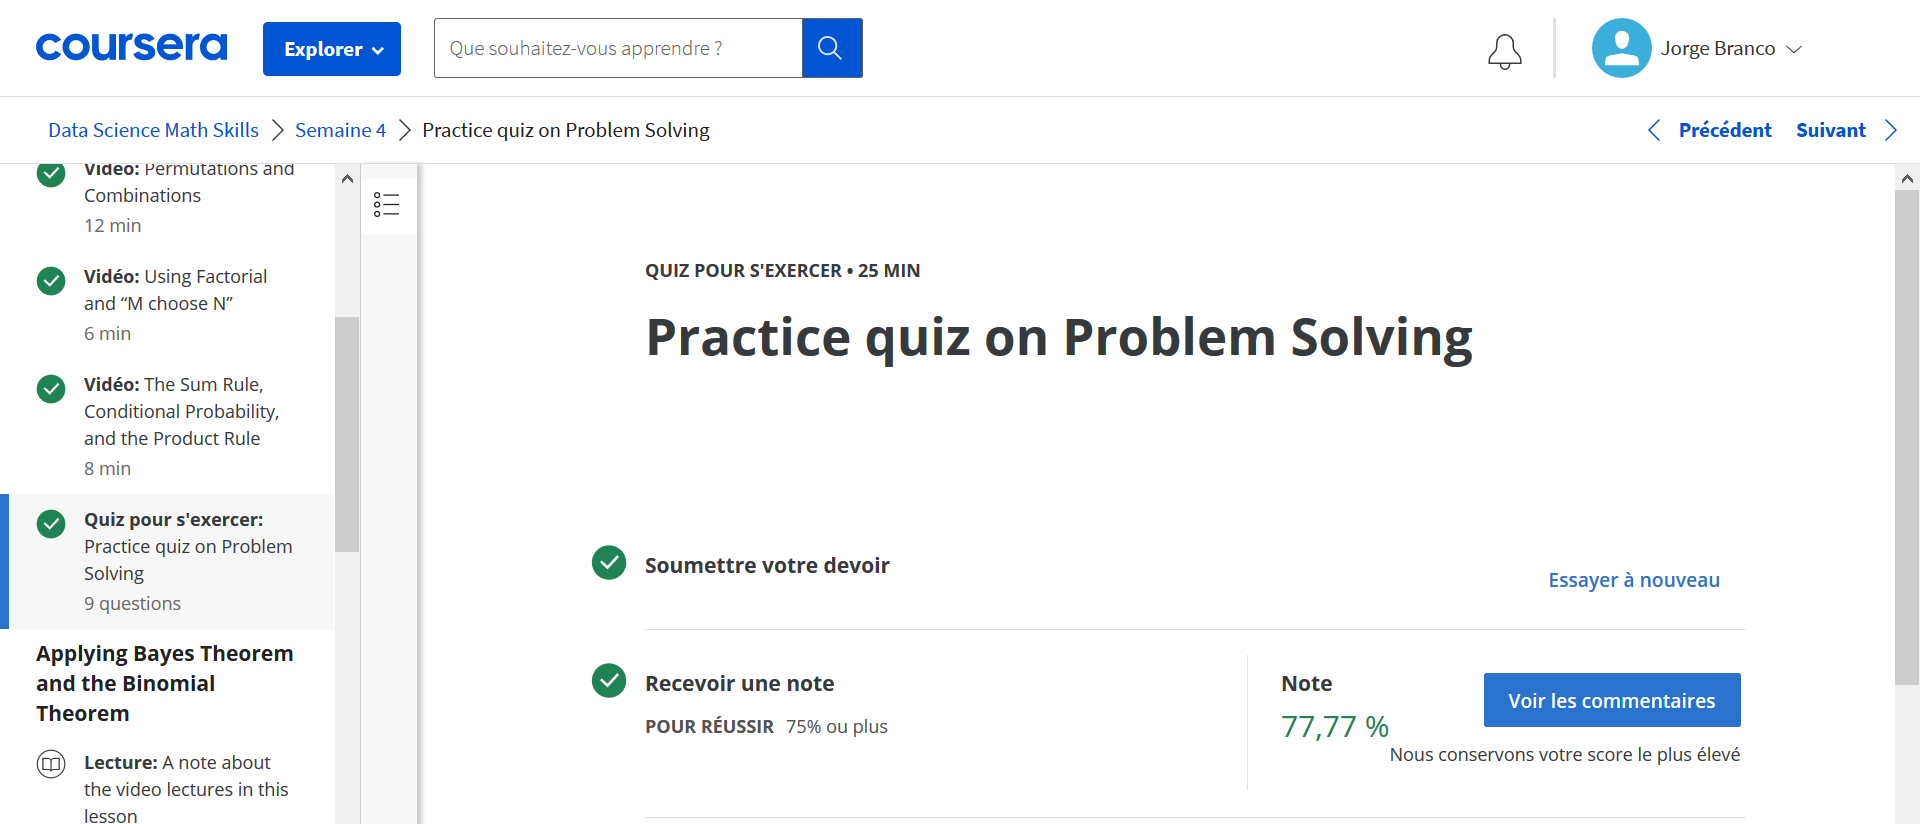 coursera
Explorer
Que souhaitez-vous apprendre ?
Jorge Branco
Data Science Math Skills
Semaine 4
Practice quiz on Problem Solving
Précédent
Suivant
Vidéo: Permutations and
Combinations
12 min
Vidéo: Using Factorial
and “M choose N”
6 min
Vidéo: The Sum Rule,
Conditional Probability,
and the Product Rule
8 min
Quiz pour s'exercer:
Practice quiz on Problem
Solving
9 questions
Applying Bayes Theorem
and the Binomial
Theorem
Lecture: A note about
the video lectures in this
lesson
QUIZ POUR S'EXERCER • 25 MIN
Practice quiz on Problem Solving
Soumettre votre devoir
Essayer à nouveau
Recevoir une note
POUR RÉUSSIR 75% ou plus
Note
77,77 %
Voir les commentaires
Nous conservons votre score le plus élevé